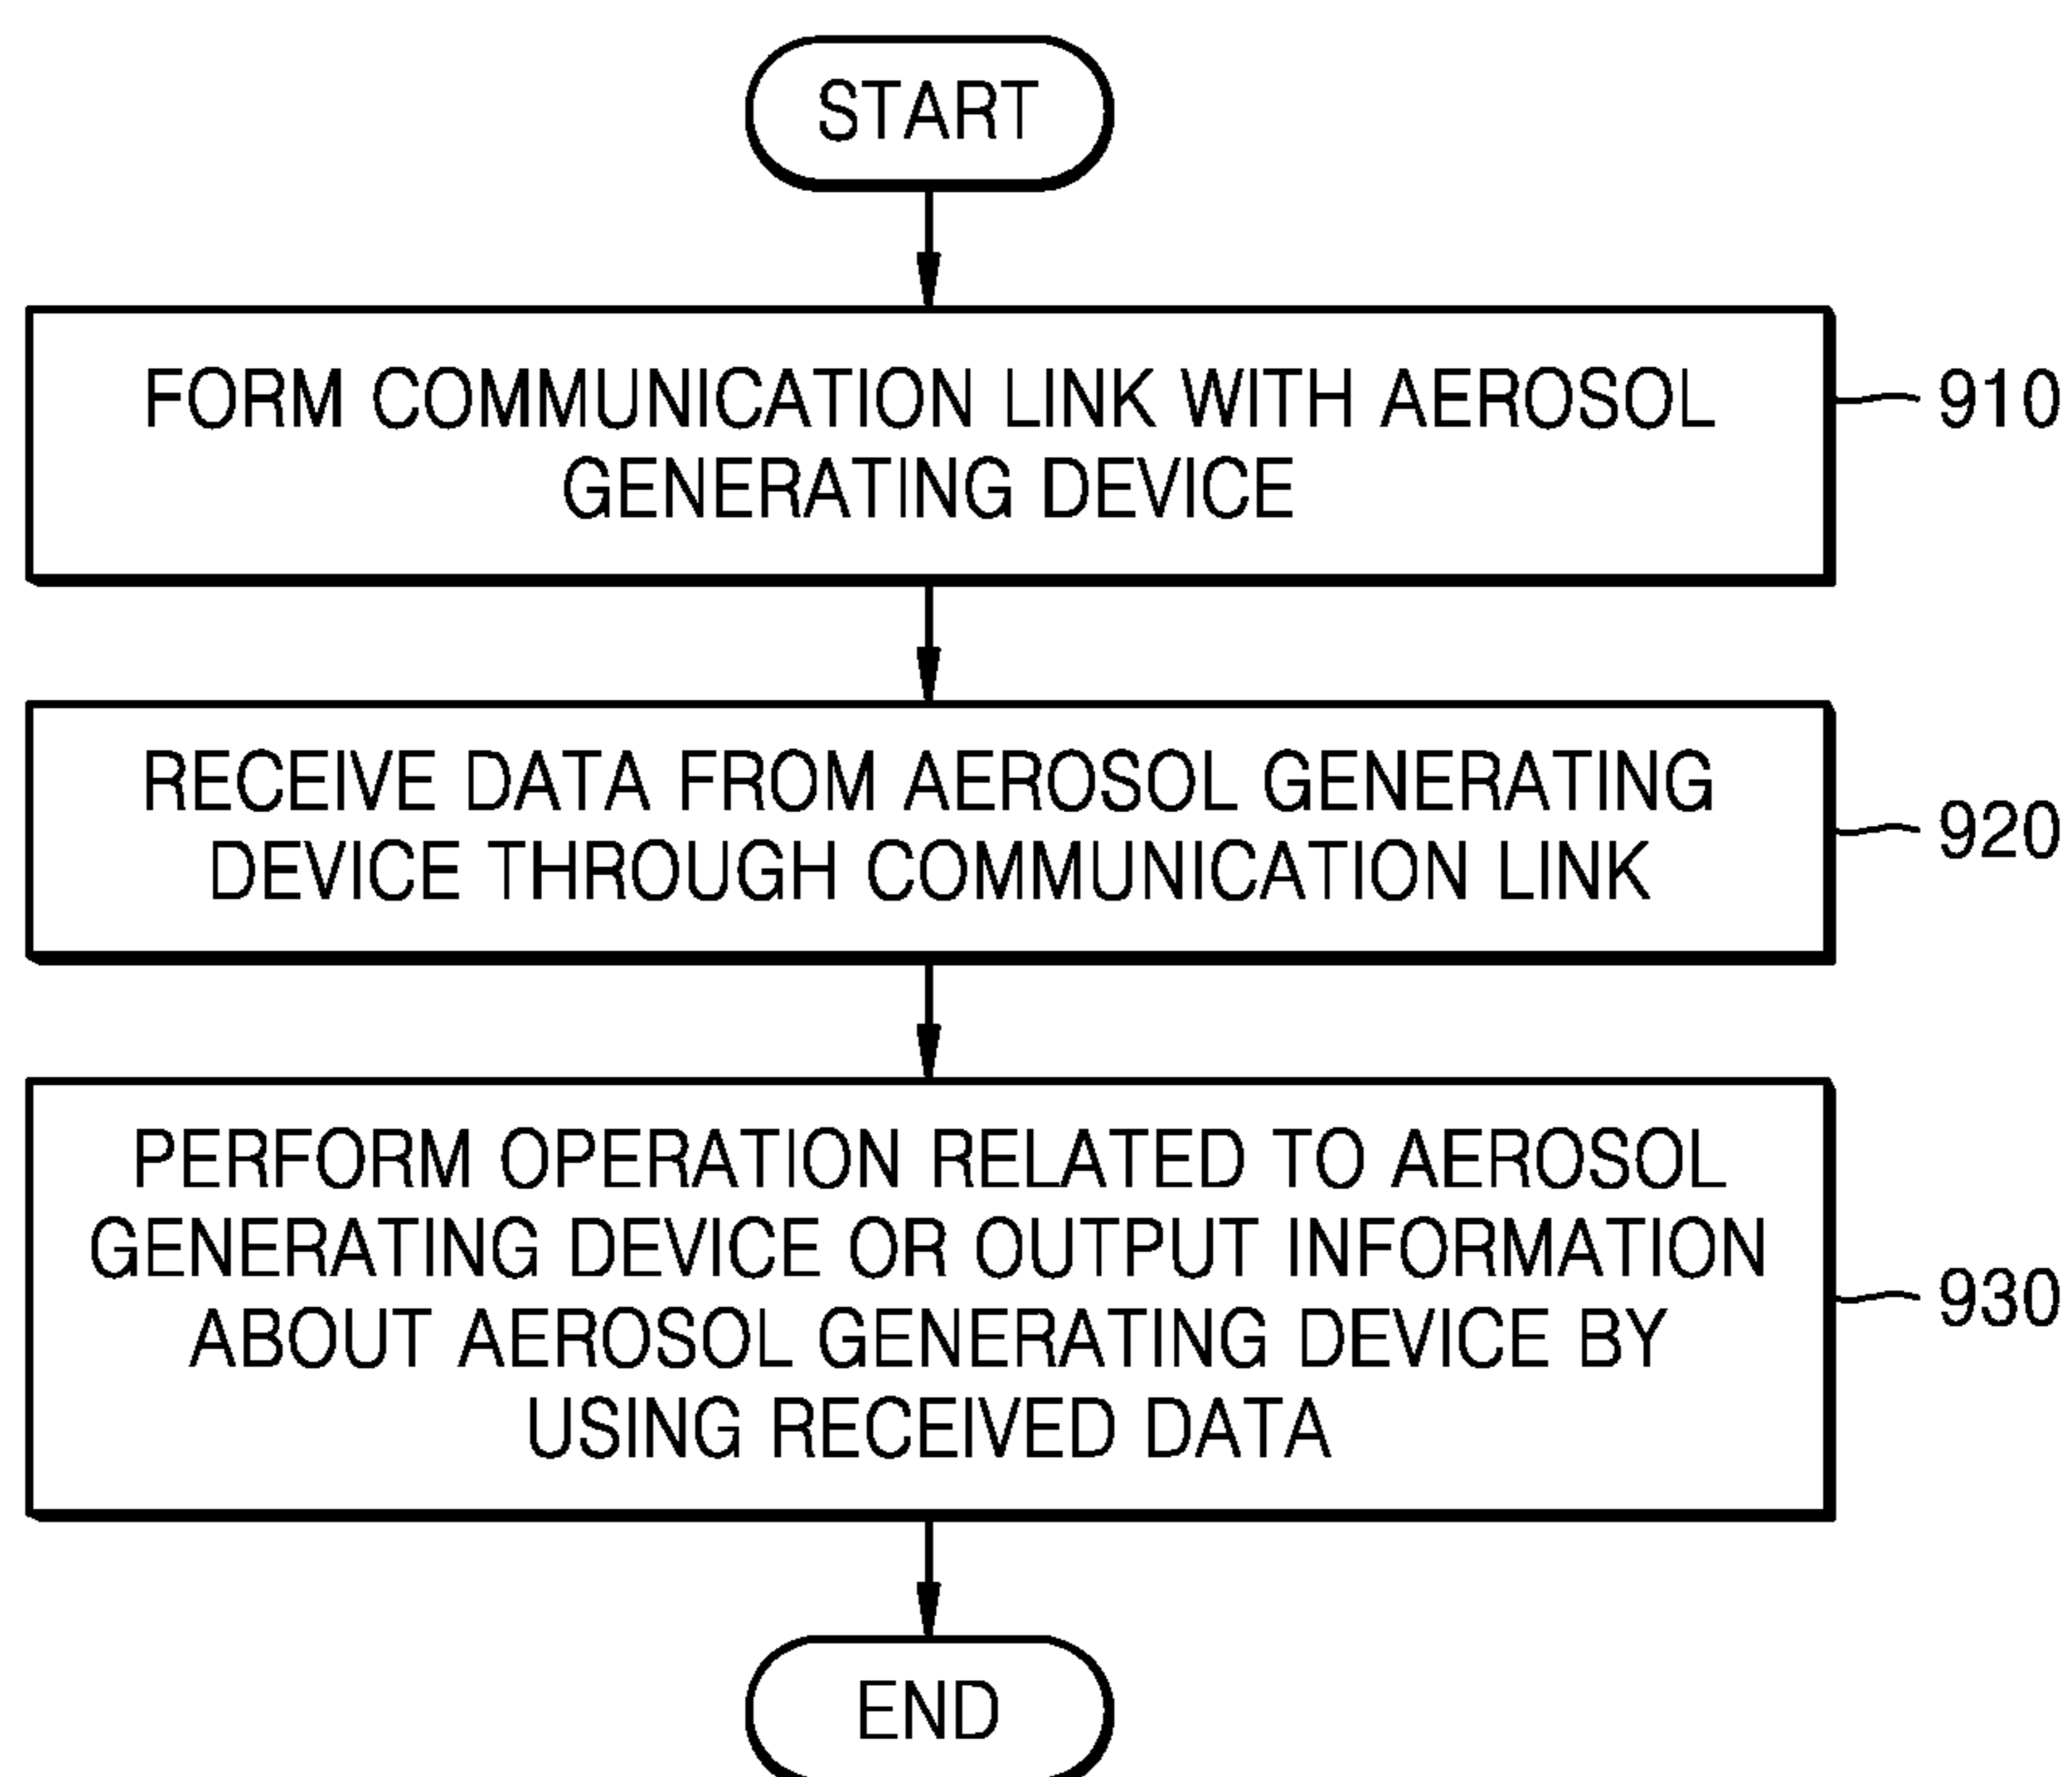 START
FORM COMMUNICATION LINK WITH AEROSOL
GENERATING DEVICE
910
RECEIVE DATA FROM AEROSOL GENERATING
DEVICE THROUGH COMMUNICATION LINK
920
PERFORM OPERATION RELATED TO AEROSOL
GENERATING DEVICE OR OUTPUT INFORMATION
ABOUT AEROSOL GENERATING DEVICE BY
USING RECEIVED DATA
930
END